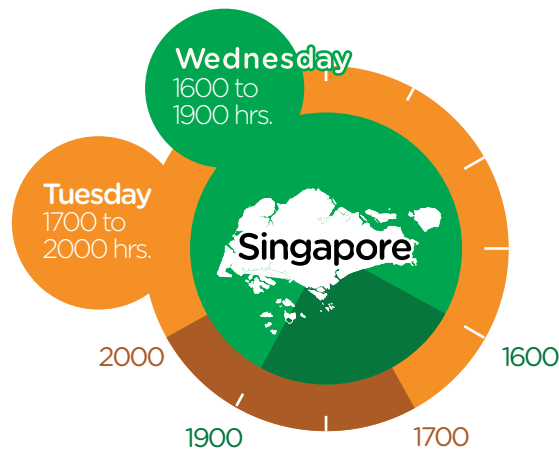 Wednesday
1600 to
1900 hrs.
Tuesday
1700 to
2000 hrs.
Singapore
2000
1600
1900
1700